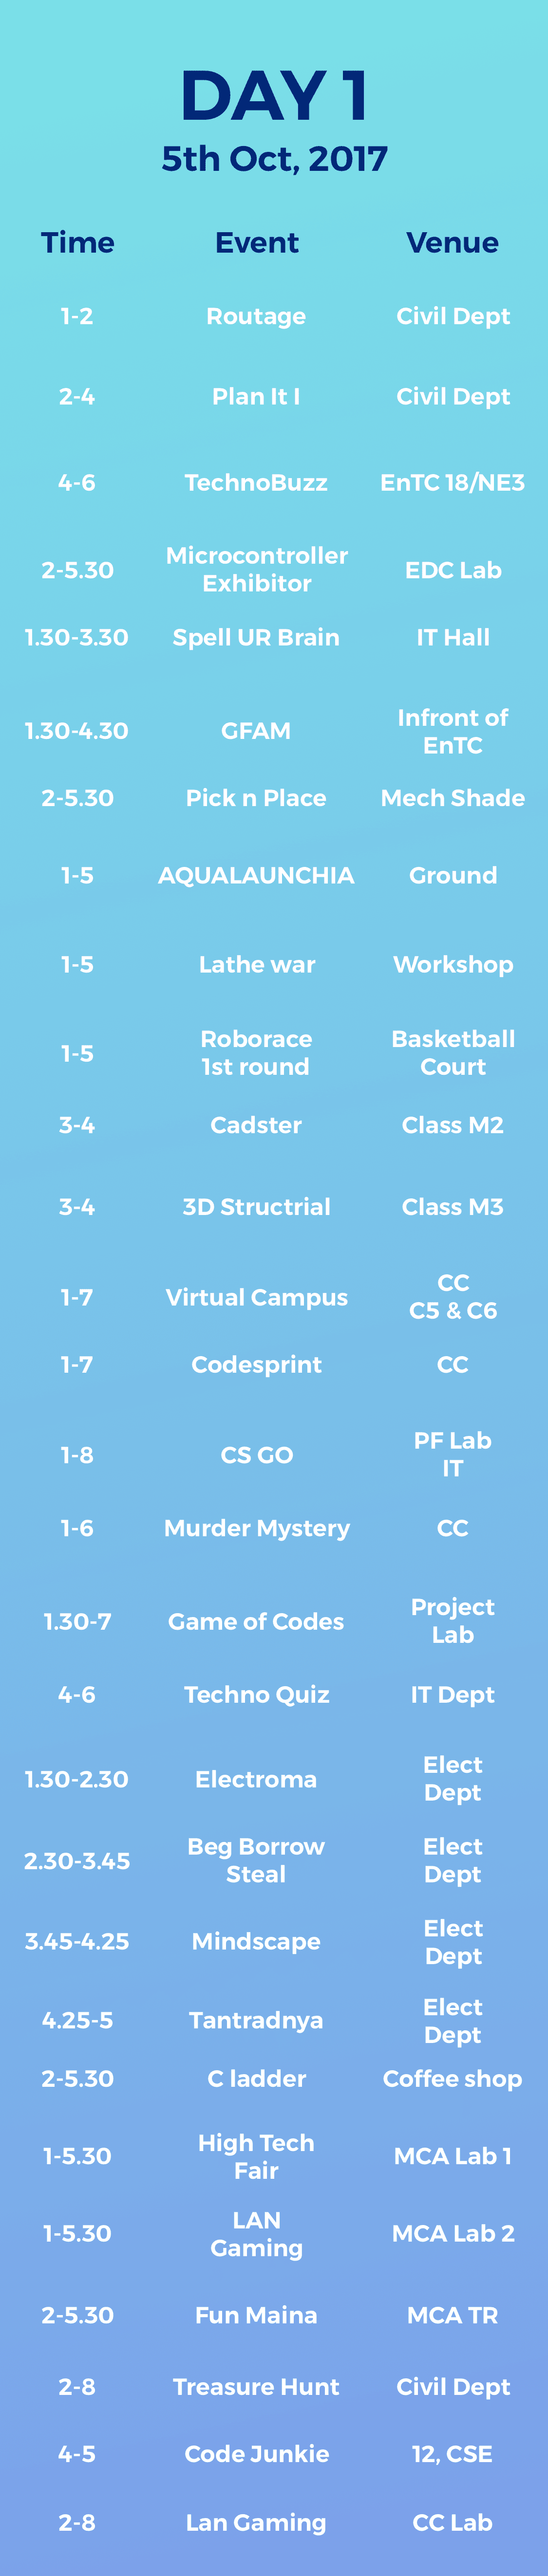 DAY 1
5th Oct, 2017
Time Event Venue
1-2 Routage Civil Dept
2-4 Plan It I Civil Dept
4-6 TechnoBuzz EnTC 18/NE3
2-5.30 Microcontroller Exhibitor EDC Lab
1.30-3.30 Spell UR Brain IT Hall
1.30-4.30 GFAM Infront of EnTC
2-5.30 Pick n Place Mech Shade
1-5 AQUALAUNCHIA Ground
1-5 Lathe war Workshop
1-5 Roborace 1st round Basketball Court
3-4 Cadster Class M2
3-4 3D Structrial Class M3
1-7 Virtual Campus CC C5 & C6
1-7 Codesprint CC
1-8 CS GO PF Lab IT
1-6 Murder Mystery CC
1.30-7 Game of Codes Project Lab
4-6 Techno Quiz IT Dept
1.30-2.30 Electroma Elect Dept
2.30-3.45 Beg Borrow Steal Elect Dept
3.45-4.25 Mindscape Elect Dept
4.25-5 Tantradnya Elect Dept
2-5.30 C ladder Coffee shop
1-5.30 High Tech Fair MCA Lab 1
1-5.30 LAN Gaming MCA Lab 2
2-5.30 Fun Maina MCA TR
2-8 Treasure Hunt Civil Dept
4-5 Code Junkie 12, CSE
2-8 Lan Gaming CC Lab